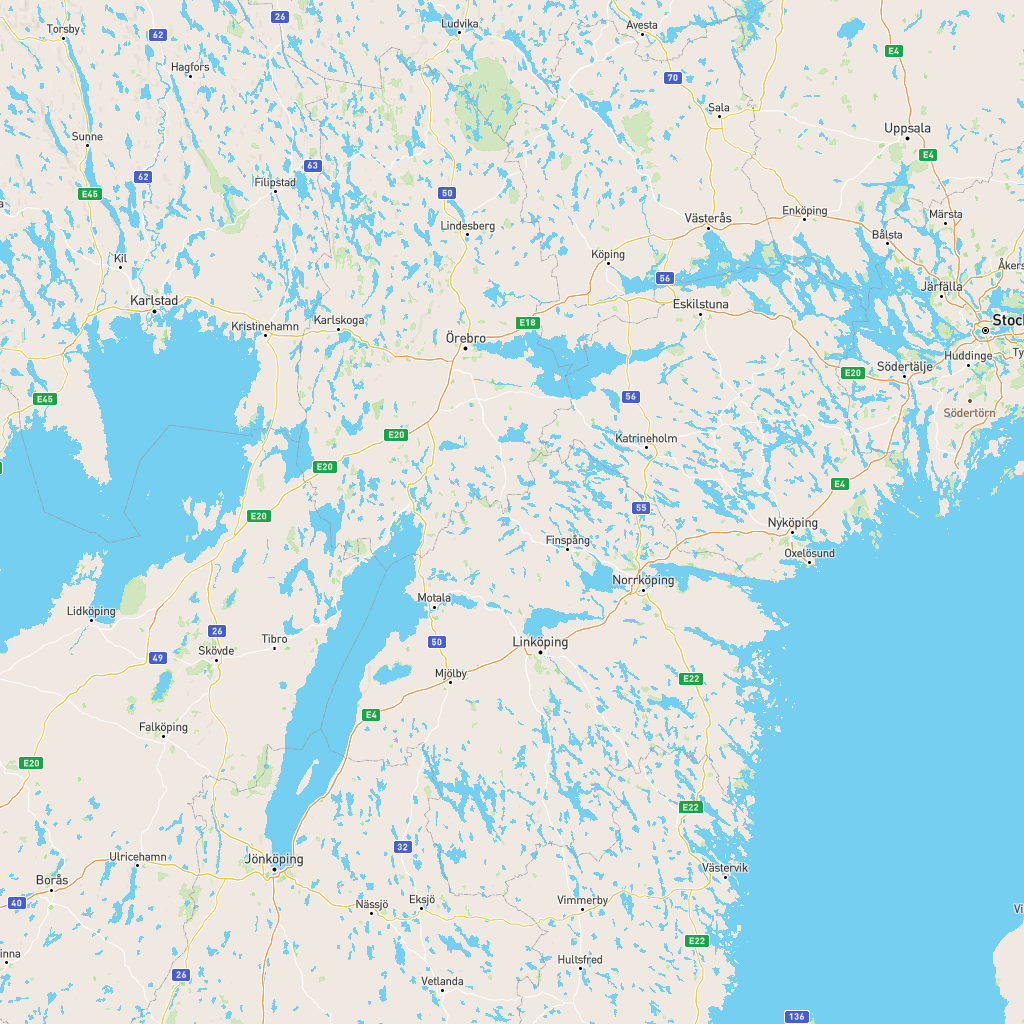 Ludvika
Avesta
26
Torsby
62
E4
Hagfors
70
Sala
Uppsala
Sunne
E4
63
62
Filipstad
E45
50
Enköping
Märsta
Västerås
Lindesberg
Bålsta
Kil
Köping
Åkers
56
Järfälla
Karlstad
Eskilstuna
Karlskoga
Stoc
Kristinehamn
E18
Örebro
Huddinge
Ty
Södertälje
E20
E45
56
Södertörn
E20
Katrineholm
E20
E4
55
E20
Nyköping
Finspång
Oxelösund
Norrköping
Motala
Lidköping
26
Tibro
50
Linköping
Skövde
49
Mjölby
E22
E4
Falköping
E20
E22
32
Ulricehamn
Jönköping
Västervik
Borås
Eksjö
Vimmerby
40
Nässjö
Vi
E22
inna
Hultsfred
26
Vetlanda
136